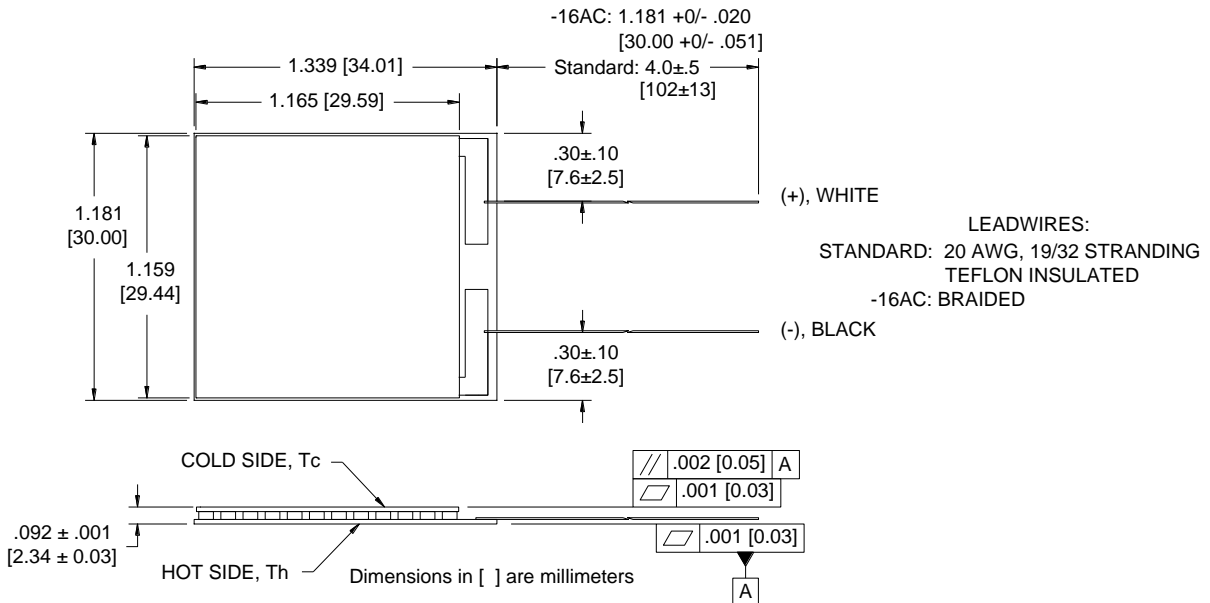 -16AC: 1.181 +0/- .020
[30.00 +0/- .051]
1.339 [34.01]
Standard: 4.0±.5
[102±13]
1.165 [29.59]
.30±.10
[7.6±2.5]
(+), WHITE
1.181
[30.00]
LEADWIRES:
STANDARD: 20 AWG, 19/32 STRANDING
TEFLON INSULATED
-16AC: BRAIDED
1.159
[29.44]
(-), BLACK
.30±.10
[7.6±2.5]
COLD SIDE, Tc
// .002 [0.05] A
.001 [0.03]
.092 ± .001
[2.34 ± 0.03]
.001 [0.03]
HOT SIDE, Th
Dimensions in [ ] are millimeters
A